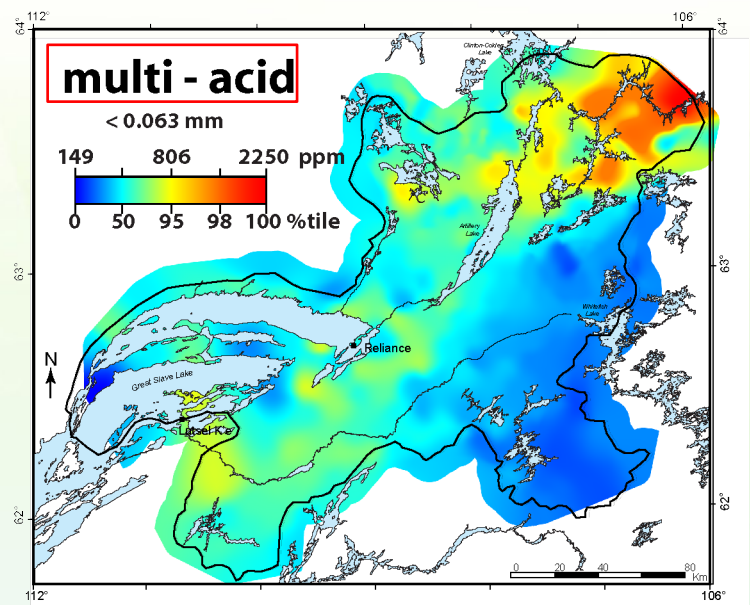 112°
106°
64°
64°
Clinton-Colden
multi - acid
< 0.063 mm
149 806 2250 ppm
0 50 95 98 100 %tile
Artillery
Lake
63°
63°
Whitefish
Lake
N
Reliance
Great Slave Lake
Lutsel K'e
62°
62°
0 20 40 80
Km
112°
106°